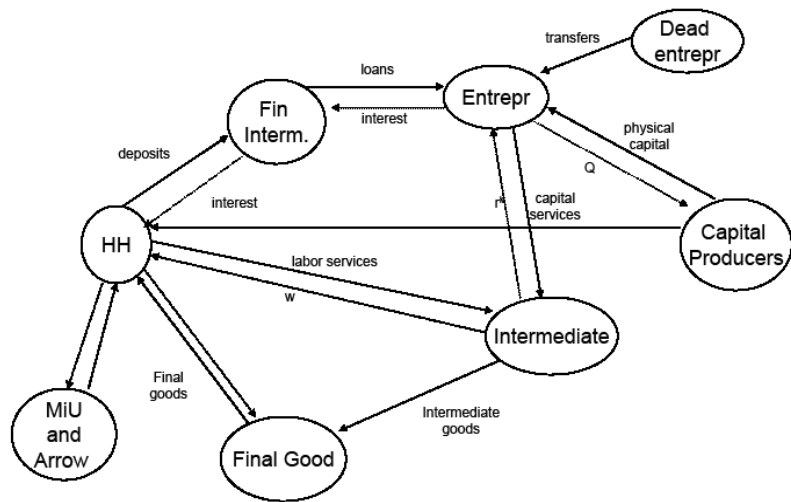 Dead
entrepr
transfers
loans
Entrepr
Fin
Interm.
interest
physical
capital
deposits
Q
interest
r^k
capital
services
HH
Capital
Producers
labor services
w
Intermediate
Final
goods
MiU
and
Arrow
Intermediate
goods
Final Good